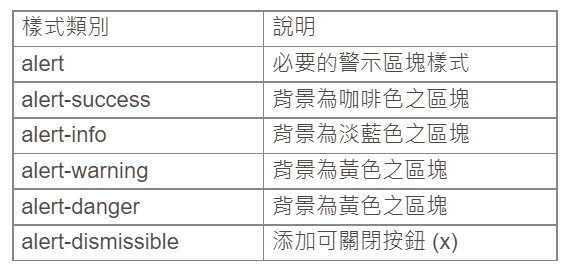 樣式類別 說明
alert 必要的警示區塊樣式
alert-success 背景為咖啡色之區塊
alert-info 背景為淡藍色之區塊
alert-warning 背景為黃色之區塊
alert-danger 背景為黃色之區塊
alert-dismissible 添加可關閉按鈕 (x)